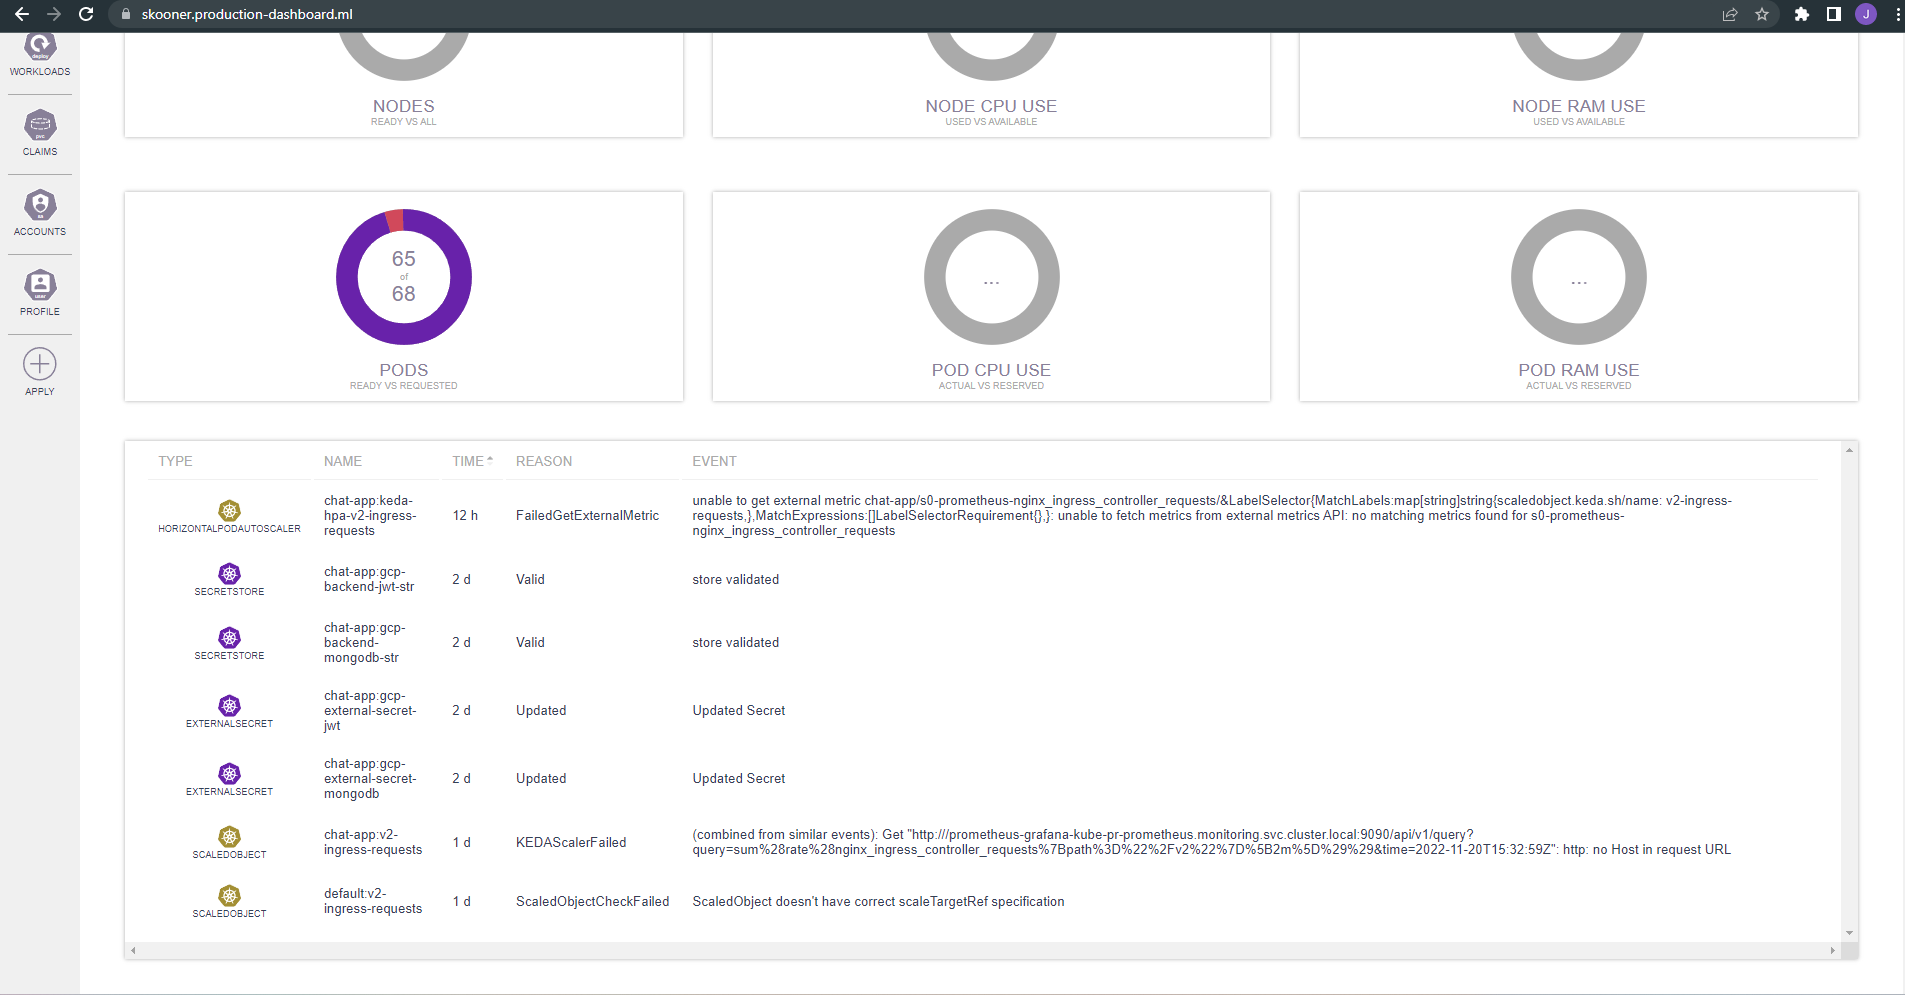 skooner.production-dashboard.ml
J
deploy
WORKLOADS
pvc
CLAIMS
sa
ACCOUNTS
user
PROFILE
APPLY
NODES
READY VS ALL
NODE CPU USE
USED VS AVAILABLE
NODE RAM USE
USED VS AVAILABLE
65
of
68
PODS
READY VS REQUESTED
...
POD CPU USE
ACTUAL VS RESERVED
...
POD RAM USE
ACTUAL VS RESERVED
TYPE NAME TIME REASON EVENT
HORIZONTALPODAUTOSCALER
chat-app:keda-
hpa-v2-ingress-
requests
12 h
FailedGetExternalMetric
unable to get external metric chat-app/s0-prometheus-nginx_ingress_controller_requests/&LabelSelector{MatchLabels:map[string]string{scaledobject.keda.sh/name: v2-ingress-
requests,},MatchExpressions:[]LabelSelectorRequirement{},}: unable to fetch metrics from external metrics API: no matching metrics found for s0-prometheus-
nginx_ingress_controller_requests
SECRETSTORE
chat-app:gcp-
backend-jwt-str
2 d
Valid
store validated
SECRETSTORE
chat-app:gcp-
backend-
mongodb-str
2 d
Valid
store validated
EXTERNALSECRET
chat-app:gcp-
external-secret-
jwt
2 d
Updated
Updated Secret
EXTERNALSECRET
chat-app:gcp-
external-secret-
mongodb
2 d
Updated
Updated Secret
SCALEDOBJECT
chat-app:v2-
ingress-requests
1 d
KEDAScalerFailed
(combined from similar events): Get "http:///prometheus-grafana-kube-pr-prometheus.monitoring.svc.cluster.local:9090/api/v1/query?
query=sum%28rate%28nginx_ingress_controller_requests%7Bpath%3D%22%2Fv2%22%7D%5B2m%5D%29%29&time=2022-11-20T15:32:59Z": http: no Host in request URL
SCALEDOBJECT
default:v2-
ingress-requests
1 d
ScaledObjectCheckFailed
ScaledObject doesn't have correct scaleTargetRef specification